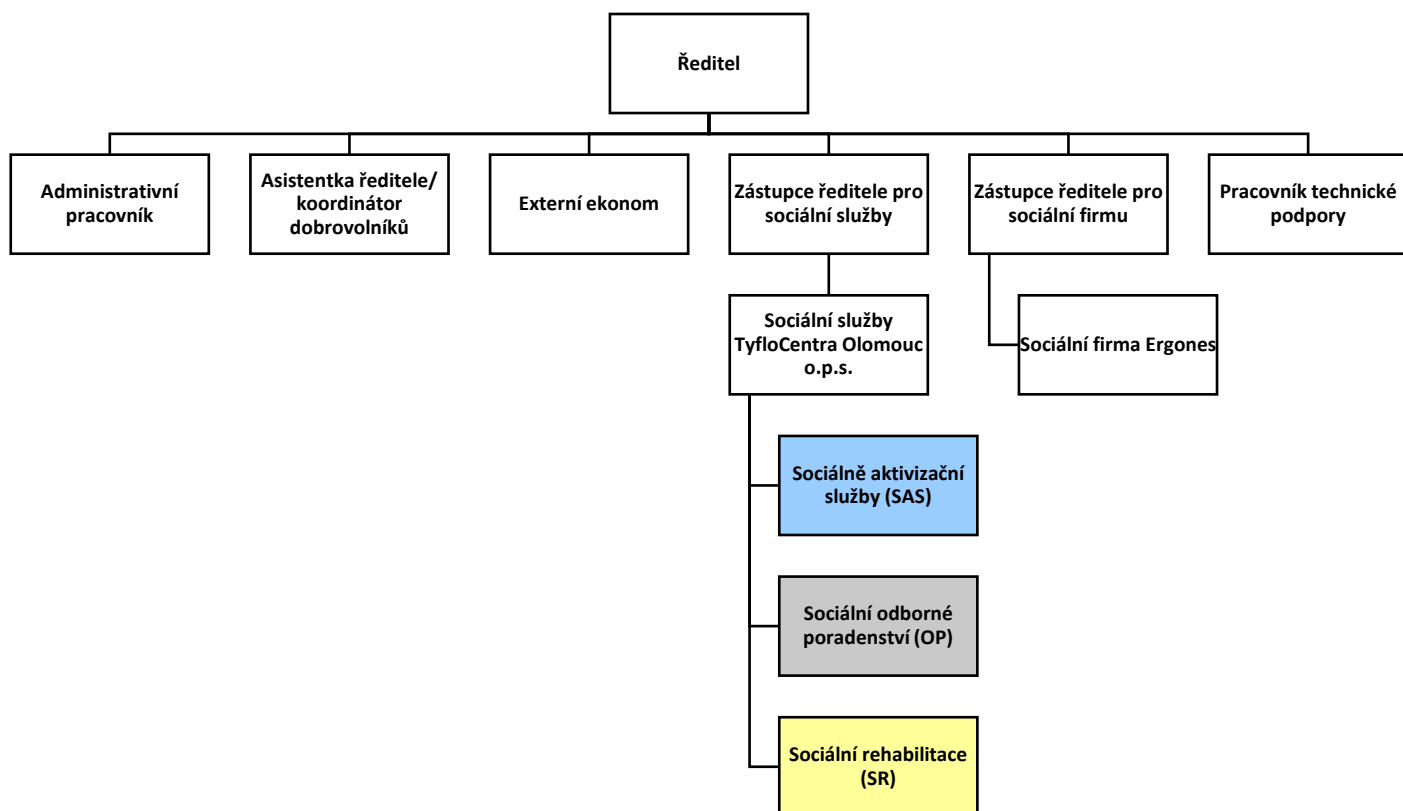 Ředitel
Administrativní
pracovník
Asistentka ředitele/
koordinátor
dobrovolníků
Externí ekonom
Zástupce ředitele pro
sociální služby
Zástupce ředitele pro
sociální firmu
Pracovník technické
podpory
Sociální služby
TyfloCentra Olomouc
o.p.s.
Sociální firma Ergones
Sociálně aktivizační
služby (SAS)
Sociální odborné
poradenství (OP)
Sociální rehabilitace
(SR)